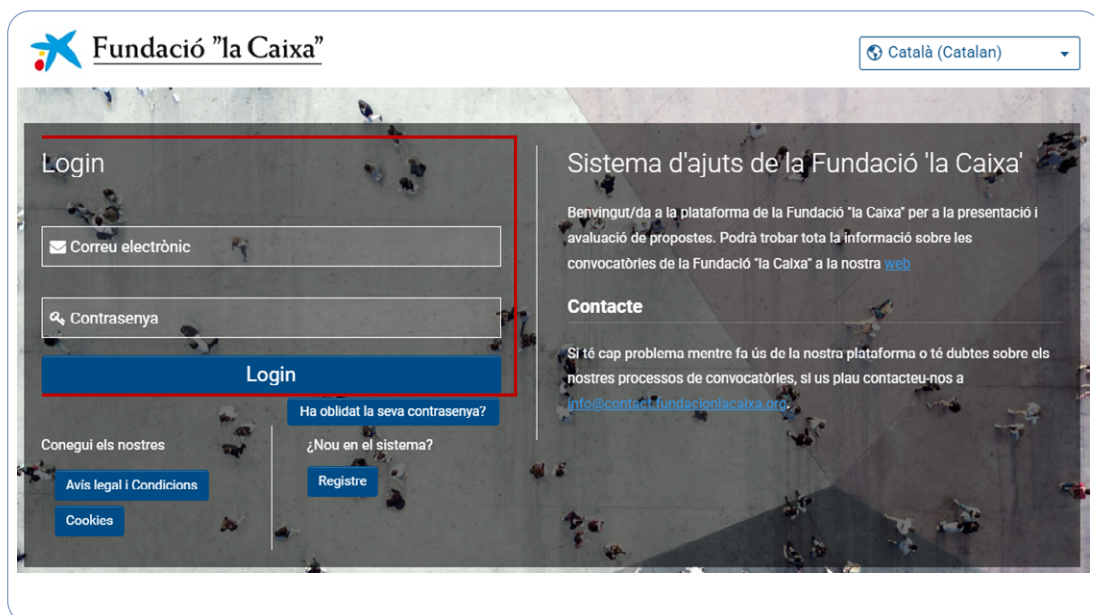 Fundació "la Caixa"
Català (Catalan)
Login
Correu electrònic
Contrasenya
Login
Ha oblidat la seva contrasenya?
Conegui els nostres
Avís legal i Condicions
Cookies
¿Nou en el sistema?
Registre
Sistema d'ajuts de la Fundació 'la Caixa'
Benvingut/da a la plataforma de la Fundació "la Caixa" per a la presentació i
avaluació de propostes. Podrà trobar tota la informació sobre les
convocatòries de la Fundació "la Caixa" a la nostra web
Contacte
Si té cap problema mentre fa ús de la nostra plataforma o té dubtes sobre els
nostres processos de convocatòries, si us plau contacteu-nos a
info@contact.fundacionlacaixa.org.